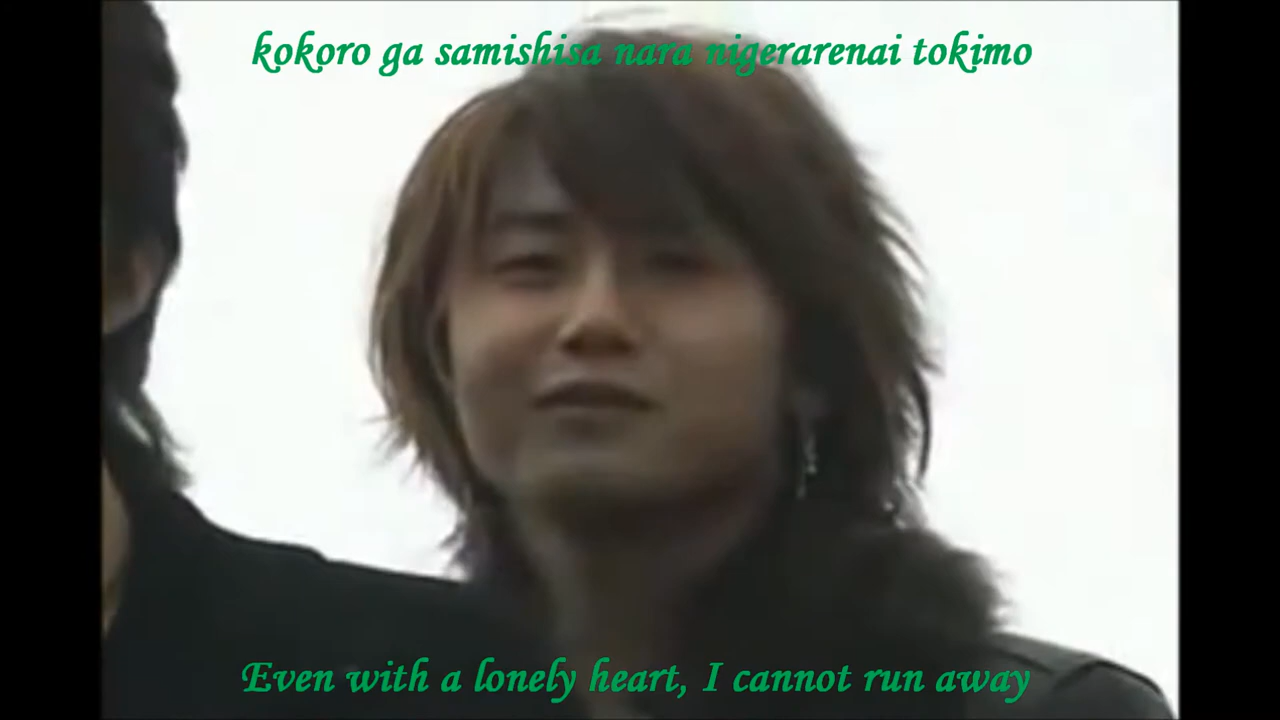 kokoro ga samishisa nara nigerarenai tokimo
Even with a lonely heart, I cannot run away